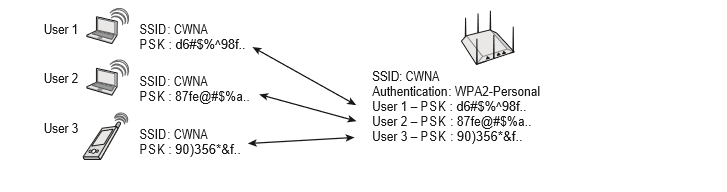 User 1
SSID: CWNA
PSK : d6#$%^98f..
User 2
SSID: CWNA
PSK : 87fe@#$%a..
User 3
SSID: CWNA
PSK : 90)356*&f..
SSID: CWNA
Authentication: WPA2-Personal
User 1 – PSK : d6#$%^98f..
User 2 – PSK : 87fe@#$%a..
User 3 – PSK : 90)356*&f..